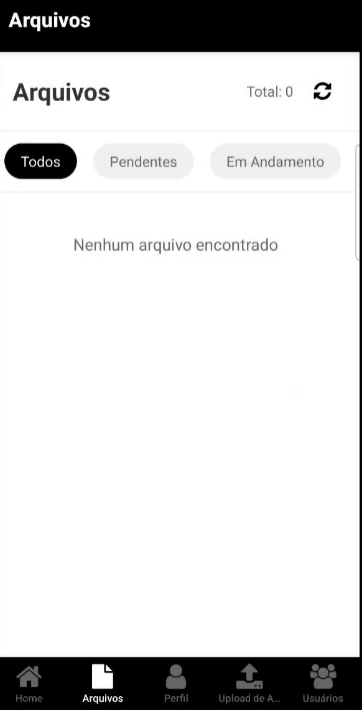 Arquivos
Arquivos Total: 0
Todos Pendentes Em Andamento
Nenhum arquivo encontrado
Home Arquivos Perfil Upload de A... Usuários